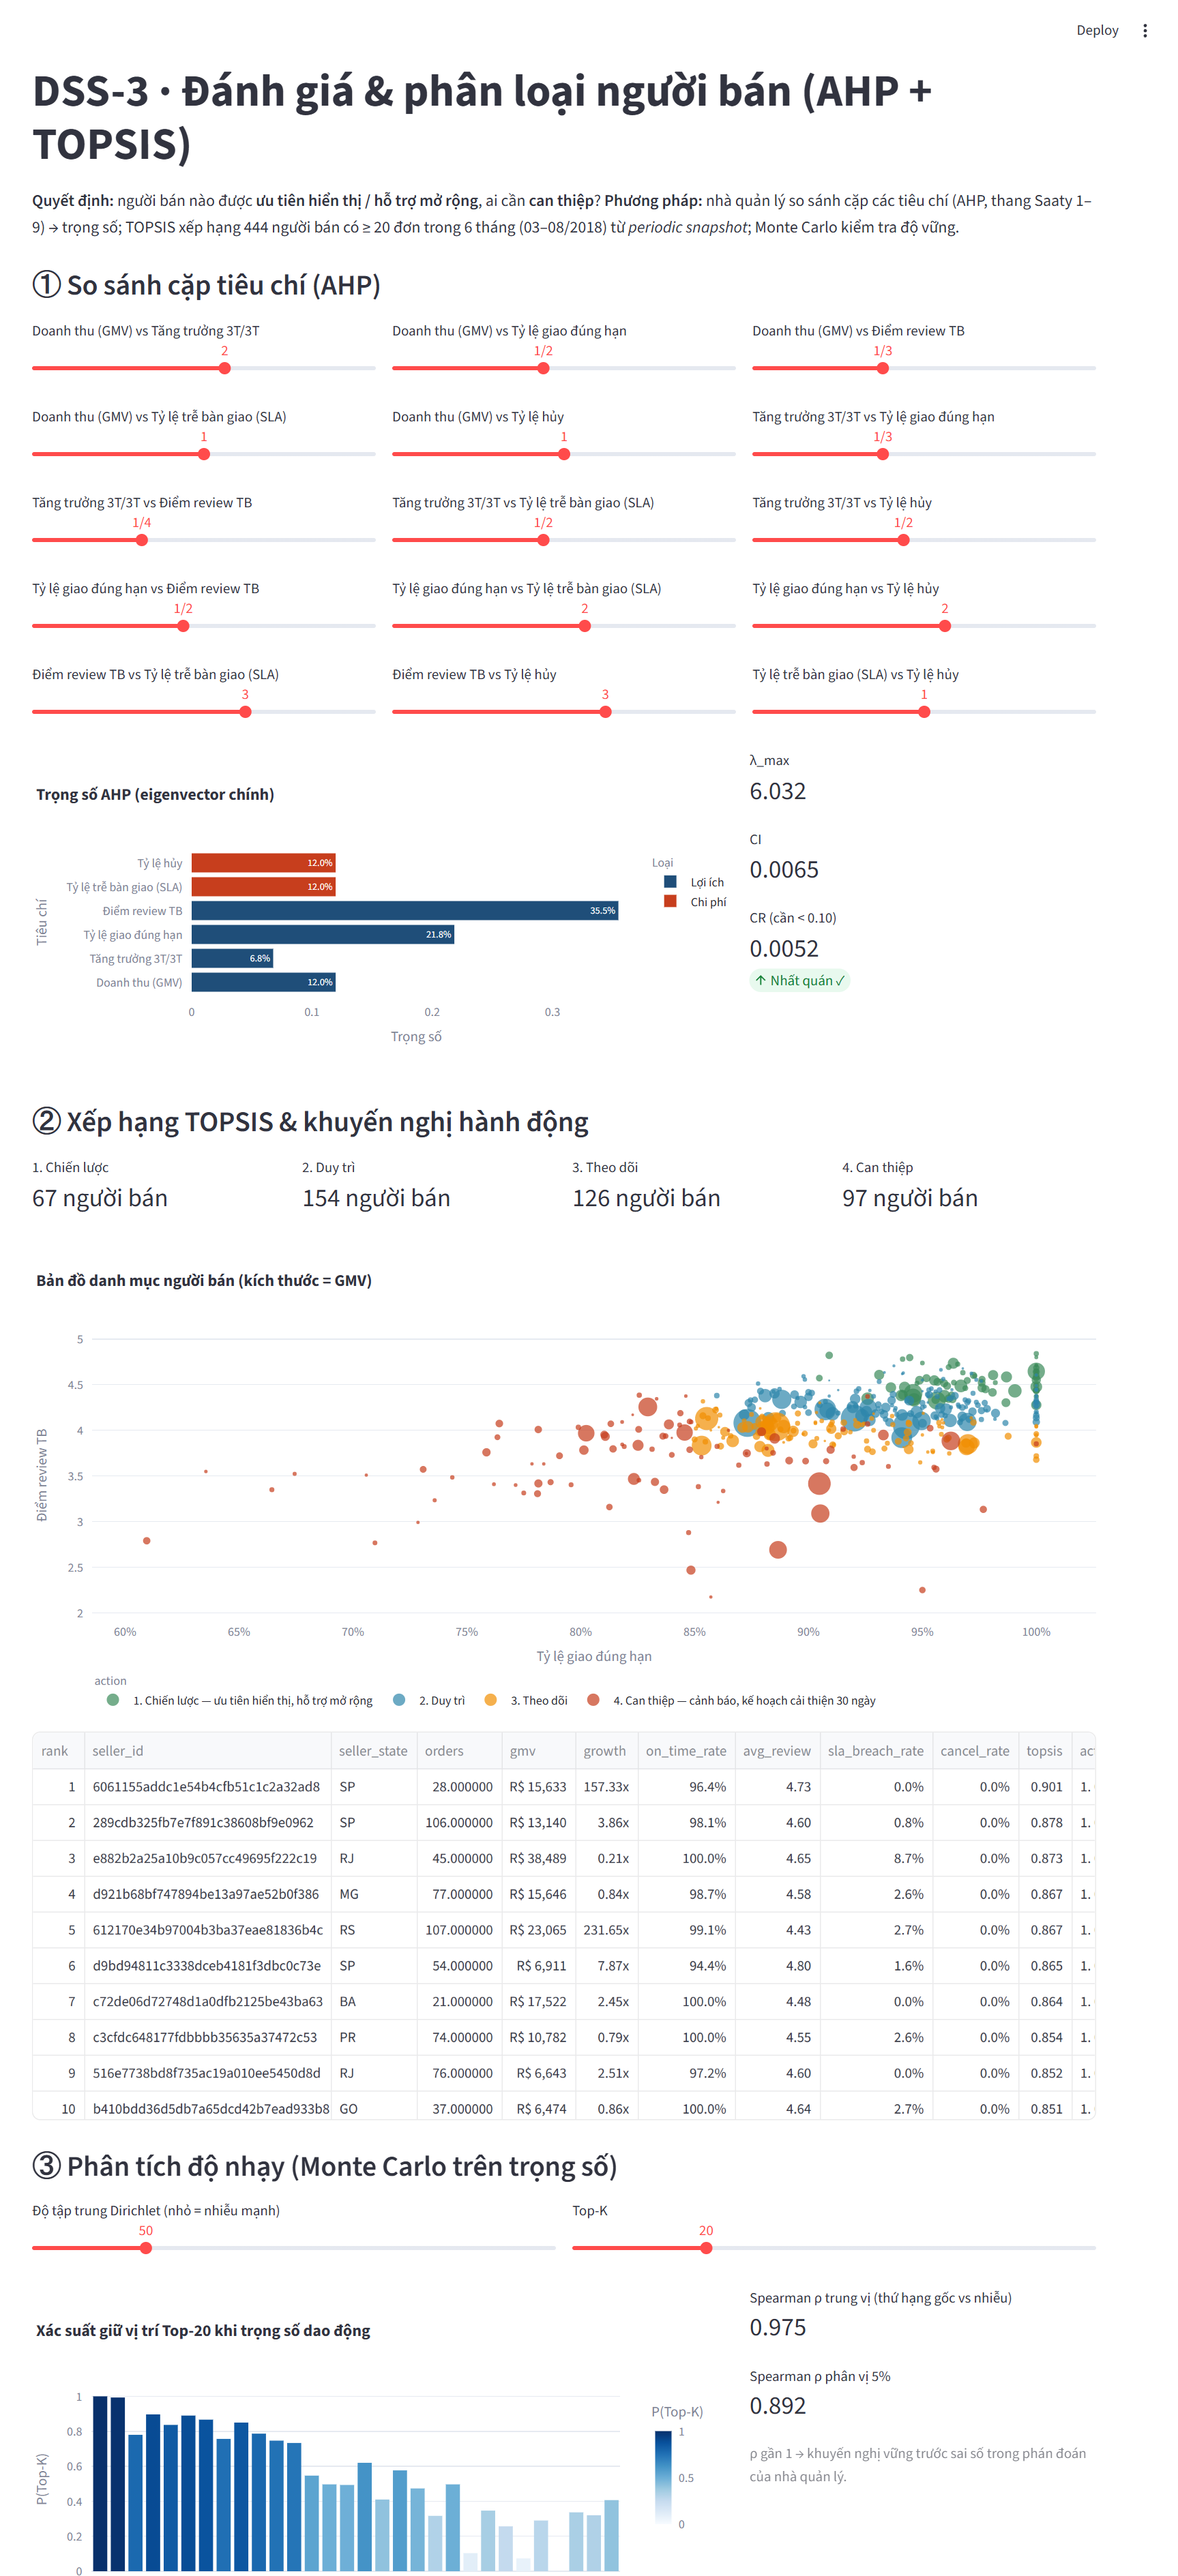 Deploy
DSS-3 · Đánh giá & phân loại người bán (AHP +
TOPSIS)
Quyết định: người bán nào được ưu tiên hiển thị / hỗ trợ mở rộng, ai cần can thiệp? Phương pháp: nhà quản lý so sánh cặp các tiêu chí (AHP, thang Saaty 1–
9) → trọng số; TOPSIS xếp hạng 444 người bán có ≥ 20 đơn trong 6 tháng (03–08/2018) từ periodic snapshot; Monte Carlo kiểm tra độ vững.
① So sánh cặp tiêu chí (AHP)
Doanh thu (GMV) vs Tăng trưởng 3T/3T
2
Doanh thu (GMV) vs Tỷ lệ giao đúng hạn
1/2
Doanh thu (GMV) vs Điểm review TB
1/3
Doanh thu (GMV) vs Tỷ lệ trễ bàn giao (SLA)
1
Doanh thu (GMV) vs Tỷ lệ hủy
1
Tăng trưởng 3T/3T vs Tỷ lệ giao đúng hạn
1/3
Tăng trưởng 3T/3T vs Điểm review TB
1/4
Tăng trưởng 3T/3T vs Tỷ lệ trễ bàn giao (SLA)
1/2
Tăng trưởng 3T/3T vs Tỷ lệ hủy
1/2
Tỷ lệ giao đúng hạn vs Điểm review TB
1/2
Tỷ lệ giao đúng hạn vs Tỷ lệ trễ bàn giao (SLA)
2
Tỷ lệ giao đúng hạn vs Tỷ lệ hủy
2
Điểm review TB vs Tỷ lệ trễ bàn giao (SLA)
3
Điểm review TB vs Tỷ lệ hủy
3
Tỷ lệ trễ bàn giao (SLA) vs Tỷ lệ hủy
1
Trọng số AHP (eigenvector chính)
Tiêu chí
Tỷ lệ hủy 12.0%
Tỷ lệ trễ bàn giao (SLA) 12.0%
Điểm review TB 35.5%
Tỷ lệ giao đúng hạn 21.8%
Tăng trưởng 3T/3T 6.8%
Doanh thu (GMV) 12.0%
0 0.1 0.2 0.3
Trọng số
Loại
Lợi ích
Chi phí
λ_max
6.032
CI
0.0065
CR (cần < 0.10)
0.0052
↑ Nhất quán ✓
② Xếp hạng TOPSIS & khuyến nghị hành động
1. Chiến lược
67 người bán
2. Duy trì
154 người bán
3. Theo dõi
126 người bán
4. Can thiệp
97 người bán
Bản đồ danh mục người bán (kích thước = GMV)
Điểm review TB
5
4.5
4
3.5
3
2.5
2
60% 65% 70% 75% 80% 85% 90% 95% 100%
Tỷ lệ giao đúng hạn
action
1. Chiến lược — ưu tiên hiển thị, hỗ trợ mở rộng 2. Duy trì 3. Theo dõi 4. Can thiệp — cảnh báo, kế hoạch cải thiện 30 ngày
rank seller_id seller_state orders gmv growth on_time_rate avg_review sla_breach_rate cancel_rate topsis
1 6061155addc1e54b4cfb51c1c2a32ad8 SP 28.000000 R$ 15,633 157.33x 96.4% 4.73 0.0% 0.0% 0.901 1.
2 289cdb325fb7e7f891c38608bf9e0962 SP 106.000000 R$ 13,140 3.86x 98.1% 4.60 0.8% 0.0% 0.878 1.
3 e882b2a25a10b9c057cc49695f222c19 RJ 45.000000 R$ 38,489 0.21x 100.0% 4.65 8.7% 0.0% 0.873 1.
4 d921b68bf747894be13a97ae52b0f386 MG 77.000000 R$ 15,646 0.84x 98.7% 4.58 2.6% 0.0% 0.867 1.
5 612170e34b97004b3ba37eae81836b4c RS 107.000000 R$ 23,065 231.65x 99.1% 4.43 2.7% 0.0% 0.867 1.
6 d9bd94811c3338dceb4181f3dbc0c73e SP 54.000000 R$ 6,911 7.87x 94.4% 4.80 1.6% 0.0% 0.865 1.
7 c72de06d72748d1a0dfb2125be43ba63 BA 21.000000 R$ 17,522 2.45x 100.0% 4.48 0.0% 0.0% 0.864 1.
8 c3cfdc648177fdbbbb35635a37472c53 PR 74.000000 R$ 10,782 0.79x 100.0% 4.55 2.6% 0.0% 0.854 1.
9 516e7738bd8f735ac19a010ee5450d8d RJ 76.000000 R$ 6,643 2.51x 97.2% 4.60 0.0% 0.0% 0.852 1.
10 b410bdd36d5db7a65dcd42b7ead933b8 GO 37.000000 R$ 6,474 0.86x 100.0% 4.64 2.7% 0.0% 0.851 1.
③ Phân tích độ nhạy (Monte Carlo trên trọng số)
Độ tập trung Dirichlet (nhỏ = nhiễu mạnh)
50
Top-K
20
Xác suất giữ vị trí Top-20 khi trọng số dao động
P(Top-K)
1
0.8
0.6
0.4
0.2
0
P(Top-K)
1
0.5
0
Spearman ρ trung vị (thứ hạng gốc vs nhiễu)
0.975
Spearman ρ phân vị 5%
0.892
ρ gần 1 → khuyến nghị vững trước sai số trong phán đoán
của nhà quản lý.